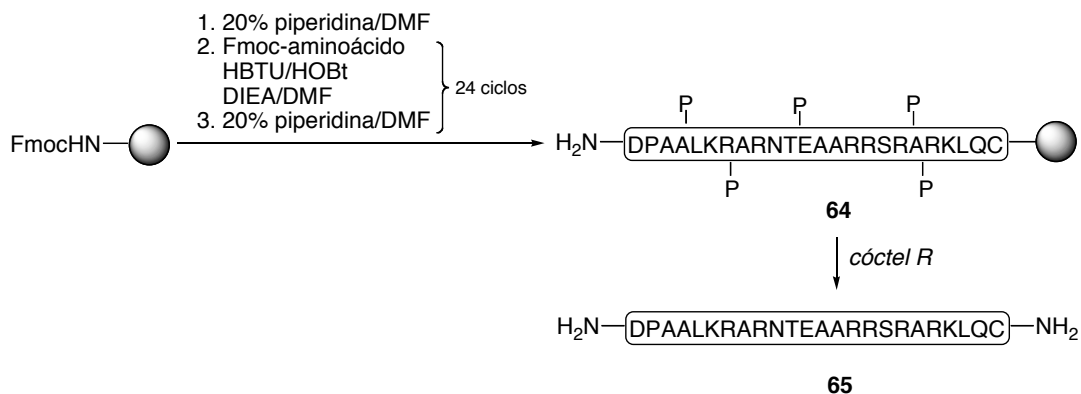 1. 20% piperidina/DMF
2. Fmoc-aminoácido
HBTU/HOBt
DIEA/DMF
3. 20% piperidina/DMF
24 ciclos
FmocHN
P P P
H₂N DPAALKRARNTEAARRSRARKLQC
P P
64
cóctel R
H₂N DPAALKRARNTEAARRSRARKLQC NH₂
65